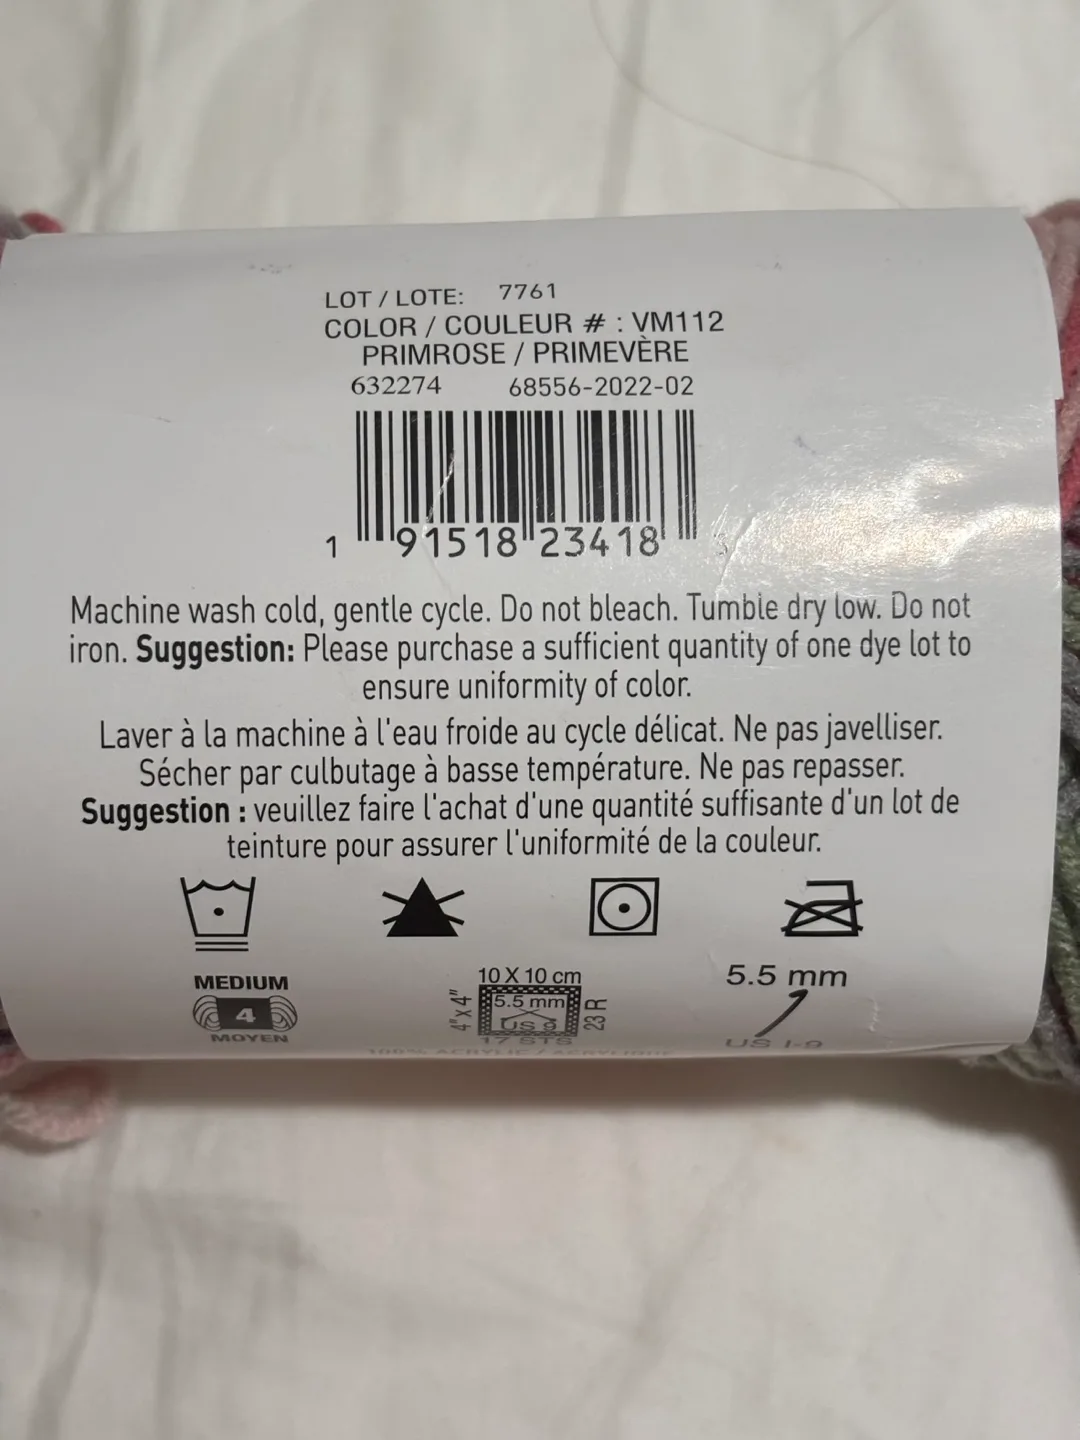 LOT / LOTE: 7761
COLOR / COULEUR # : VM112
PRIMROSE / PRIMEVÈRE
632274 68556-2022-02
1 91518 23418
Machine wash cold, gentle cycle. Do not bleach. Tumble dry low. Do not
iron. Suggestion: Please purchase a sufficient quantity of one dye lot to
ensure uniformity of color.
Laver à la machine à l'eau froide au cycle délicat. Ne pas javelliser.
Sécher par culbutage à basse température. Ne pas repasser.
Suggestion : veuillez faire l'achat d'une quantité suffisante d'un lot de
teinture pour assurer l'uniformité de la couleur.
MEDIUM
4
MOYEN
10 X 10 cm
4"x 4"
5.5 mm
US 9
23 R
17 STS
5.5 mm
US I-9
100% ACRYLIC / ACRYLIQUE